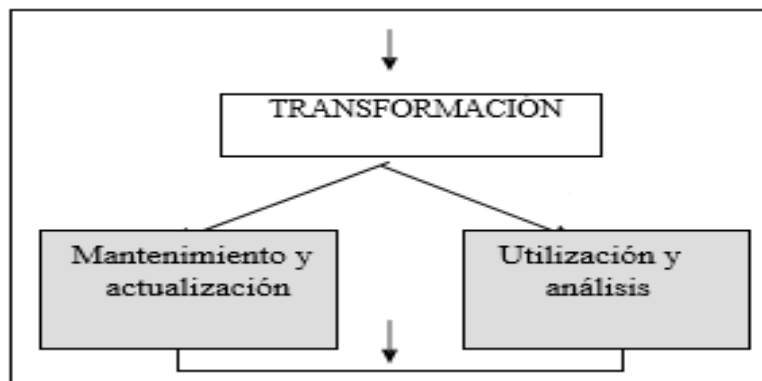 TRANSFORMACIÓN
Mantenimiento y
actualización
Utilización y
análisis